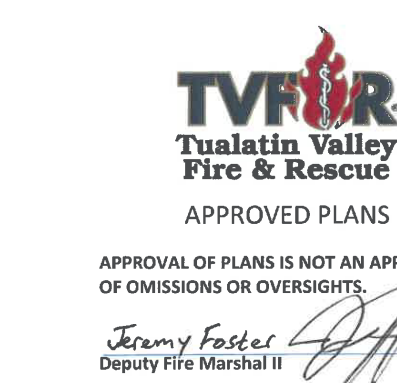 TVF&R
Tualatin Valley
Fire & Rescue
APPROVED PLANS
APPROVAL OF PLANS IS NOT AN APP
OF OMISSIONS OR OVERSIGHTS.
Jeremy Foster
Deputy Fire Marshal II